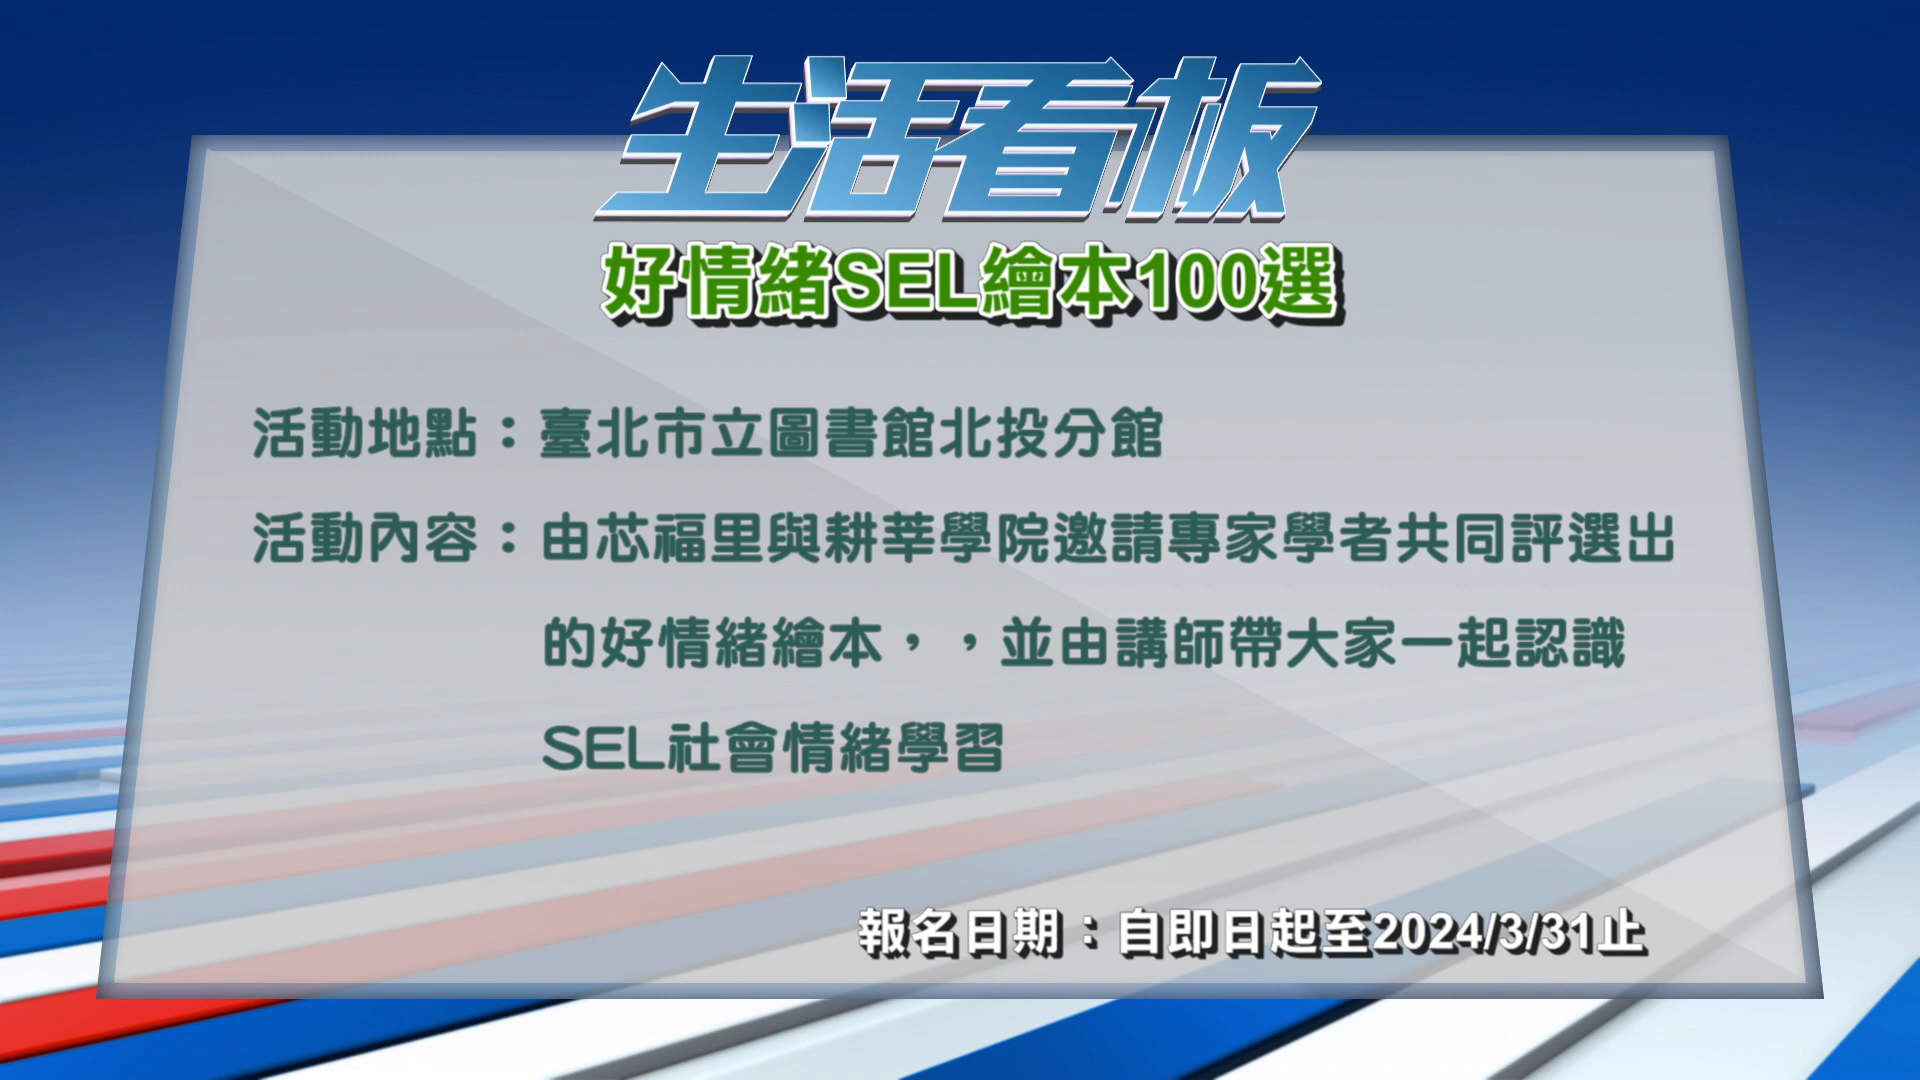 生活看板
好情緒SEL繪本100選
活動地點：臺北市立圖書館北投分館
活動內容：由芯福里與耕莘學院邀請專家學者共同評選出
的好情緒繪本，，並由講師帶大家一起認識
SEL社會情緒學習
報名日期：自即日起至2024/3/31止